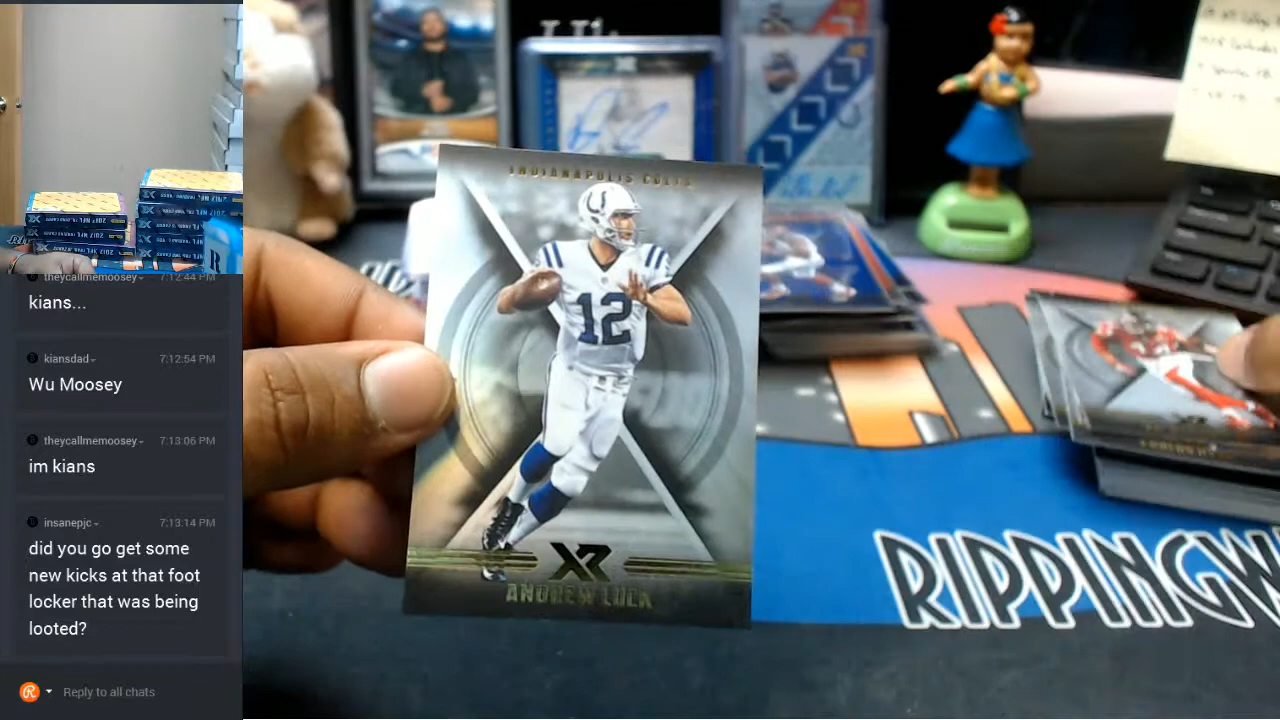 theycallmemoosey 7:12:44 PM
kians...
kiansdad 7:12:54 PM
Wu Moosey
theycallmemoosey 7:13:06 PM
im kians
insanepjc 7:13:14 PM
did you go get some
new kicks at that foot
locker that was being
looted?
Reply to all chats
INDIANAPOLIS COLTS
12
XR
ANDREW LUCK
RIPPINGW